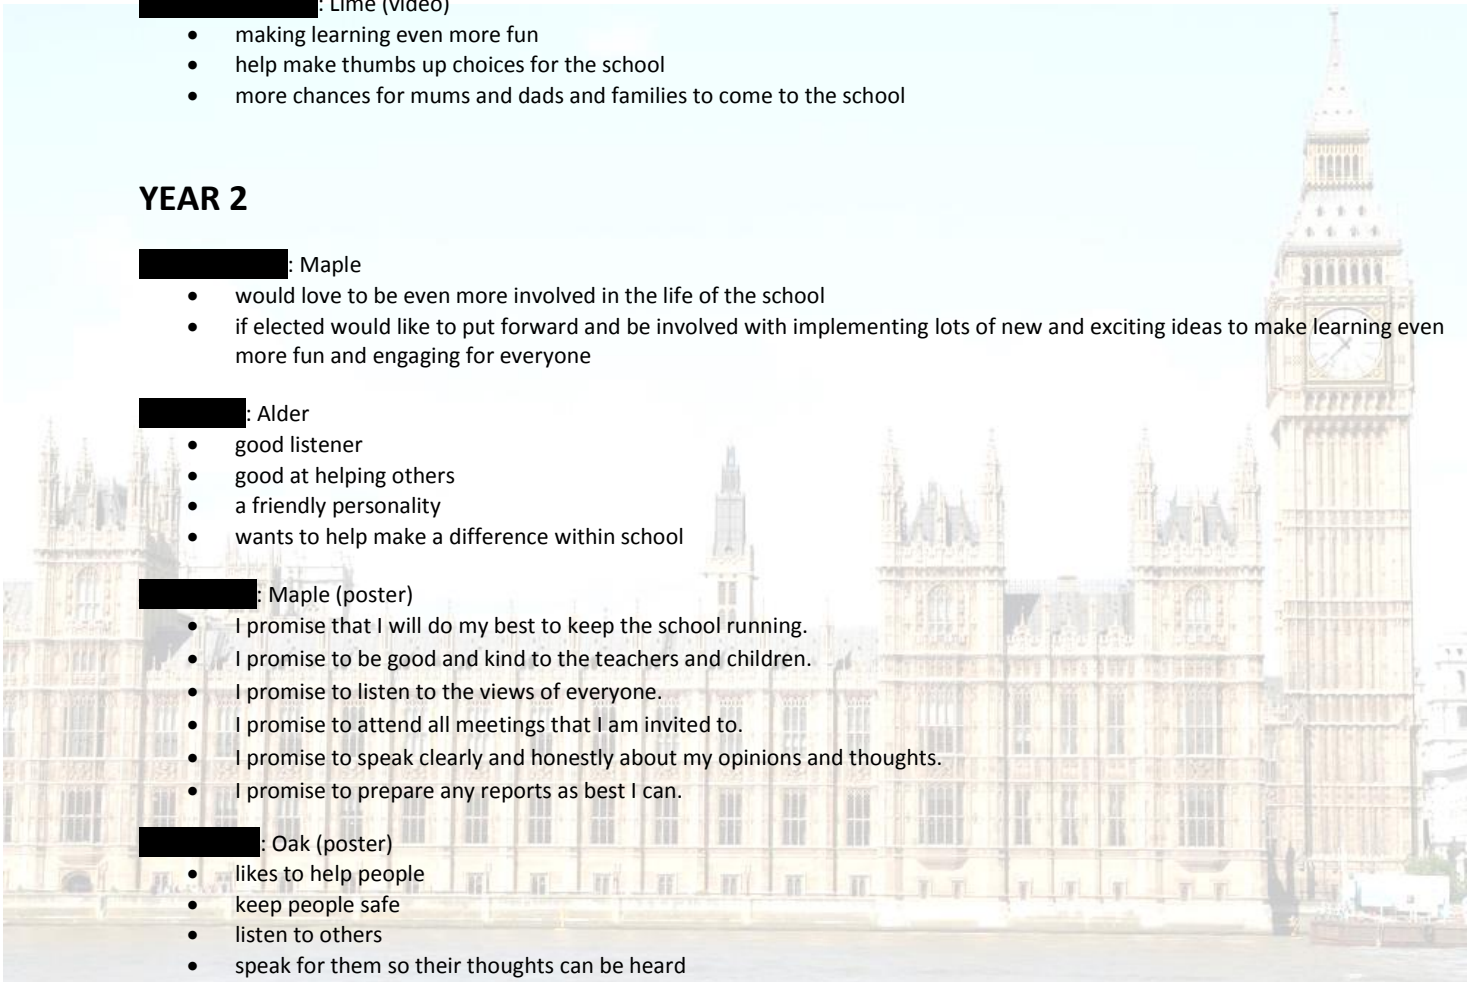 : Lime (video)
• making learning even more fun
• help make thumbs up choices for the school
• more chances for mums and dads and families to come to the school
YEAR 2
: Maple
• would love to be even more involved in the life of the school
• if elected would like to put forward and be involved with implementing lots of new and exciting ideas to make learning even
more fun and engaging for everyone
: Alder
• good listener
• good at helping others
• a friendly personality
• wants to help make a difference within school
: Maple (poster)
• I promise that I will do my best to keep the school running.
• I promise to be good and kind to the teachers and children.
• I promise to listen to the views of everyone.
• I promise to attend all meetings that I am invited to.
• I promise to speak clearly and honestly about my opinions and thoughts.
• I promise to prepare any reports as best I can.
: Oak (poster)
• likes to help people
• keep people safe
• listen to others
• speak for them so their thoughts can be heard